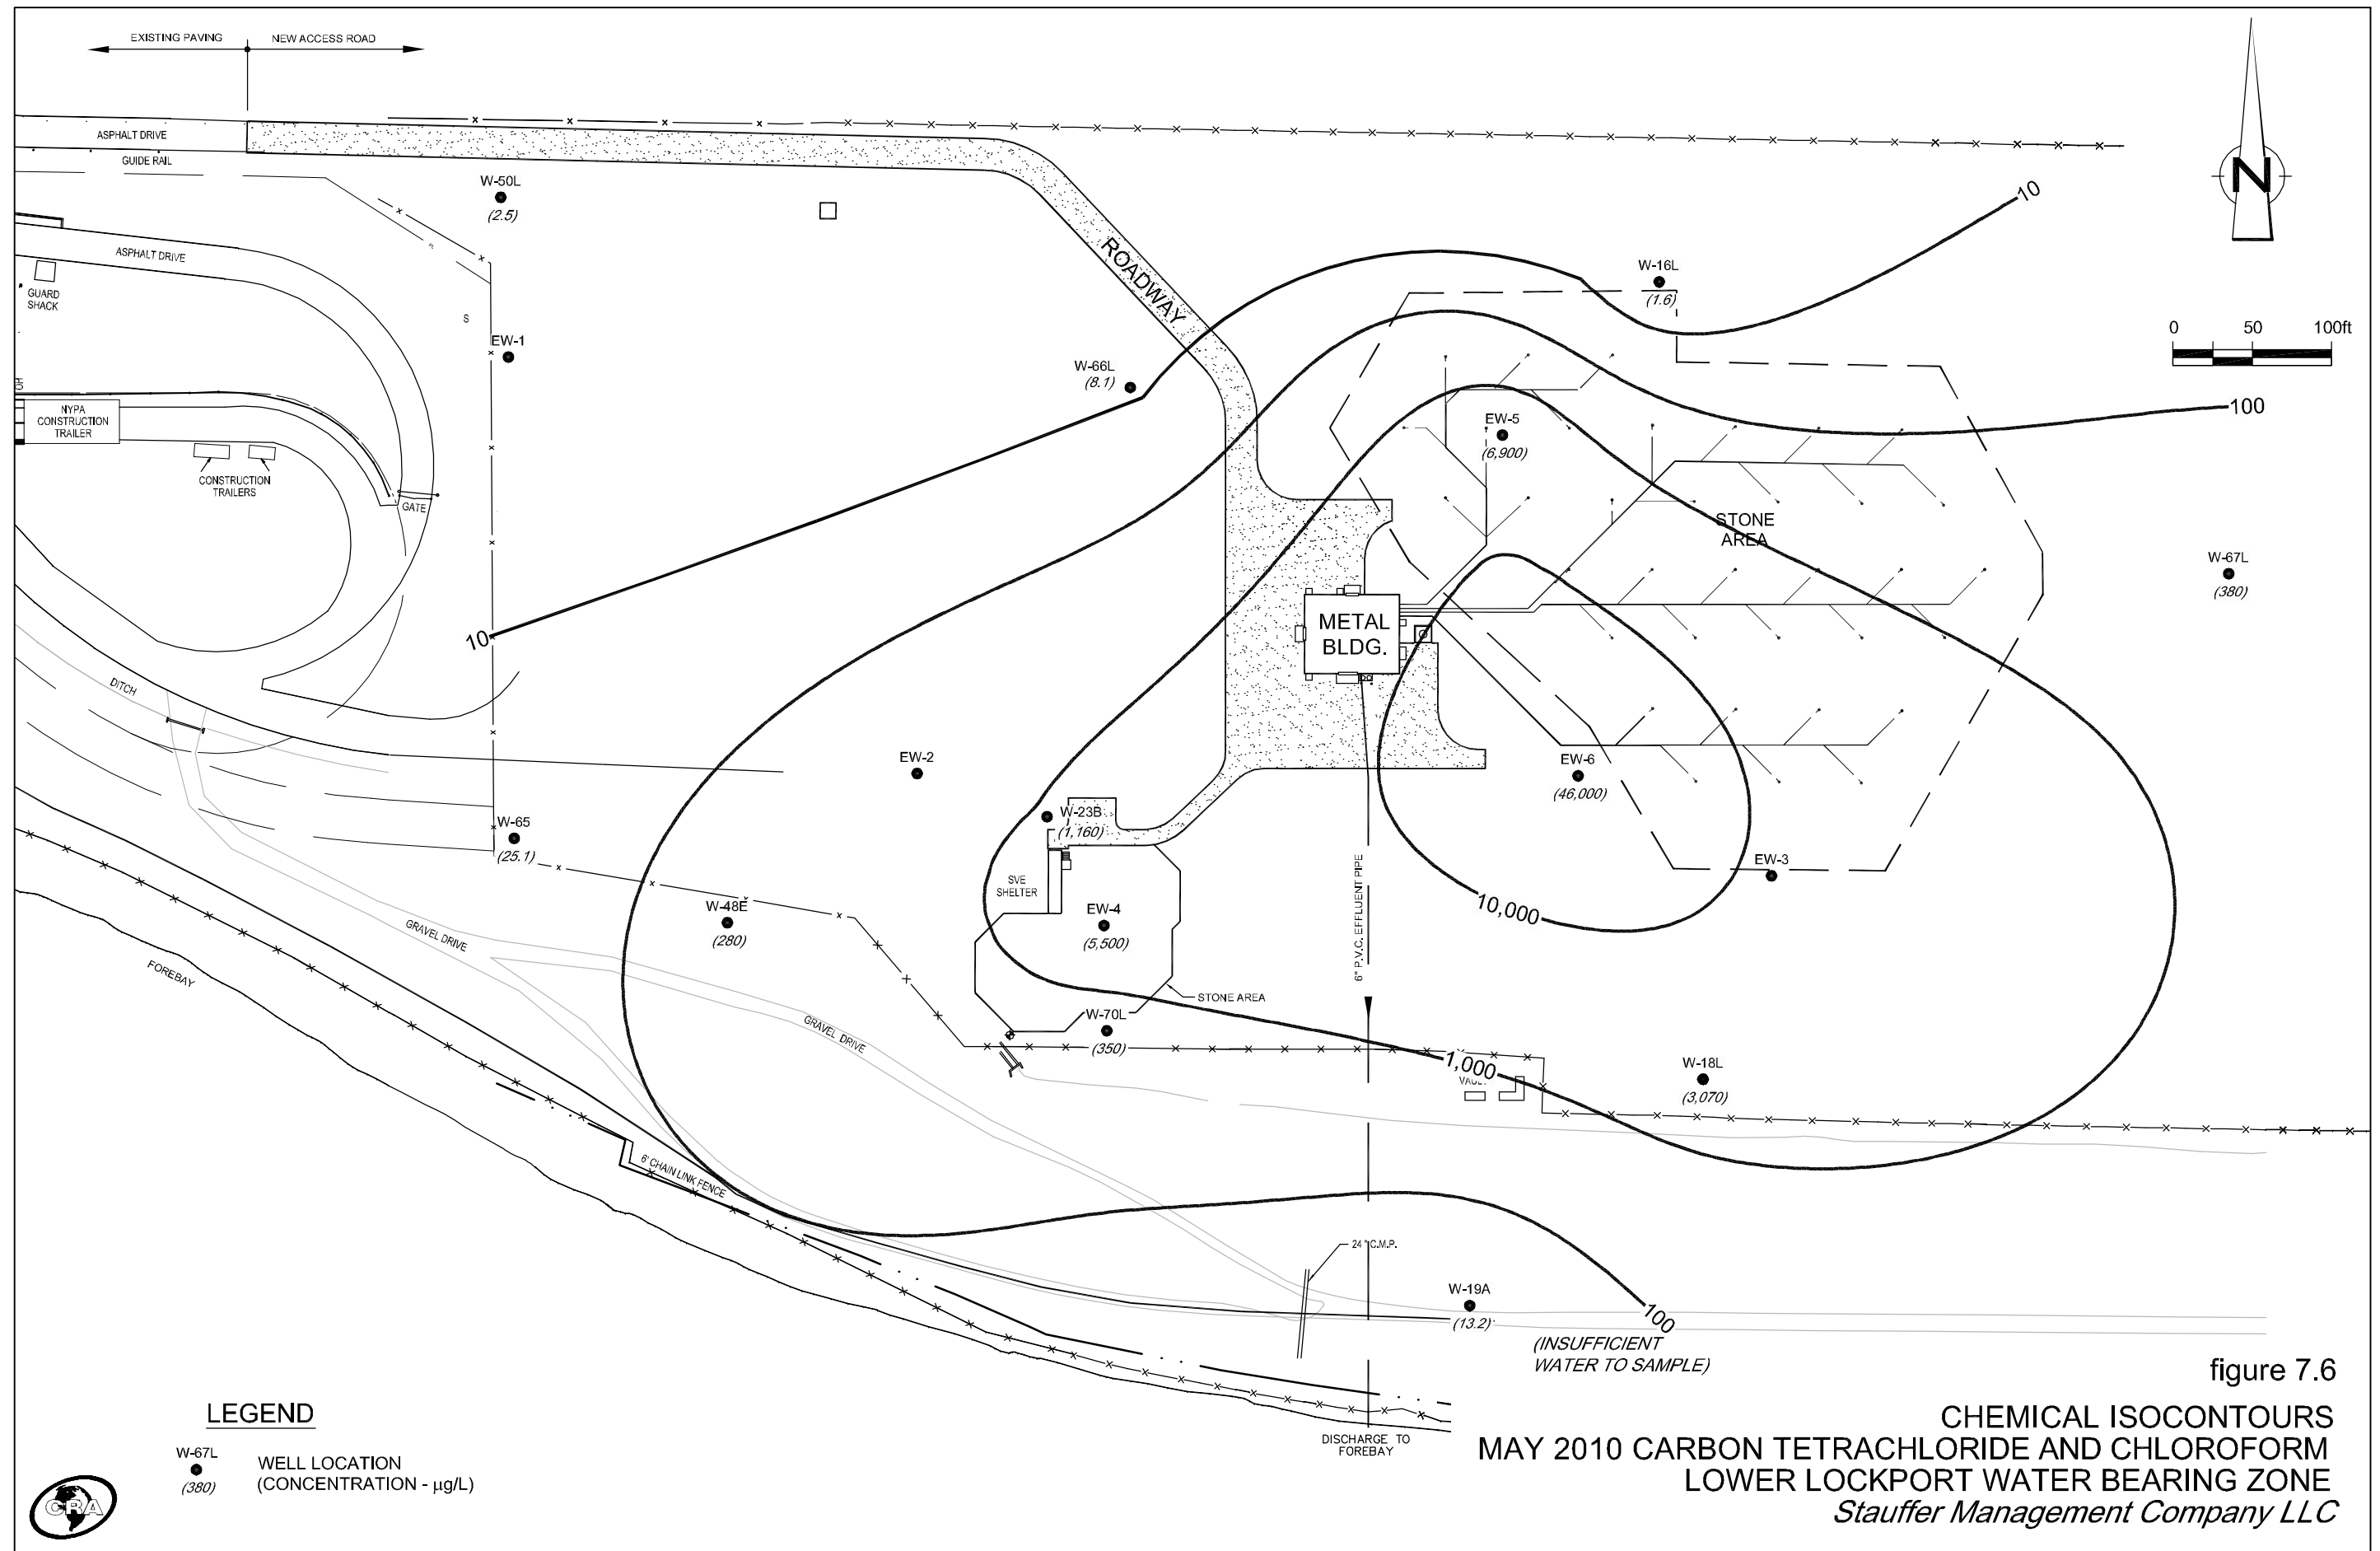 EXISTING PAVING
NEW ACCESS ROAD
ASPHALT DRIVE
GUIDE RAIL
W-50L
(2.5)
N
10
ROADWAY
ASPHALT DRIVE
GUARD
SHACK
S
EW-1
W-16L
(1.6)
0 50 100ft
W-66L
(8.1)
NYPA
CONSTRUCTION
TRAILER
100
EW-5
(6,900)
CONSTRUCTION
TRAILERS
GATE
STONE
AREA
W-67L
(380)
METAL
BLDG.
10
DITCH
EW-2
EW-6
(46,000)
W-23B
(1,160)
W-65
(25.1)
SVE
SHELTER
6" P.V.C. EFFLUENT PIPE
EW-3
W-48E
(280)
EW-4
(5,500)
10,000
GRAVEL DRIVE
FOREBAY
STONE AREA
W-70L
(350)
GRAVEL DRIVE
1,000
W-18L
(3,070)
6' CHAIN LINK FENCE
24" C.M.P.
W-19A
(13.2)
100
(INSUFFICIENT
WATER TO SAMPLE)
DISCHARGE TO
FOREBAY
LEGEND
W-67L
(380)
WELL LOCATION
(CONCENTRATION - µg/L)
CRA
figure 7.6
CHEMICAL ISOCONTOURS
MAY 2010 CARBON TETRACHLORIDE AND CHLOROFORM
LOWER LOCKPORT WATER BEARING ZONE
Stauffer Management Company LLC